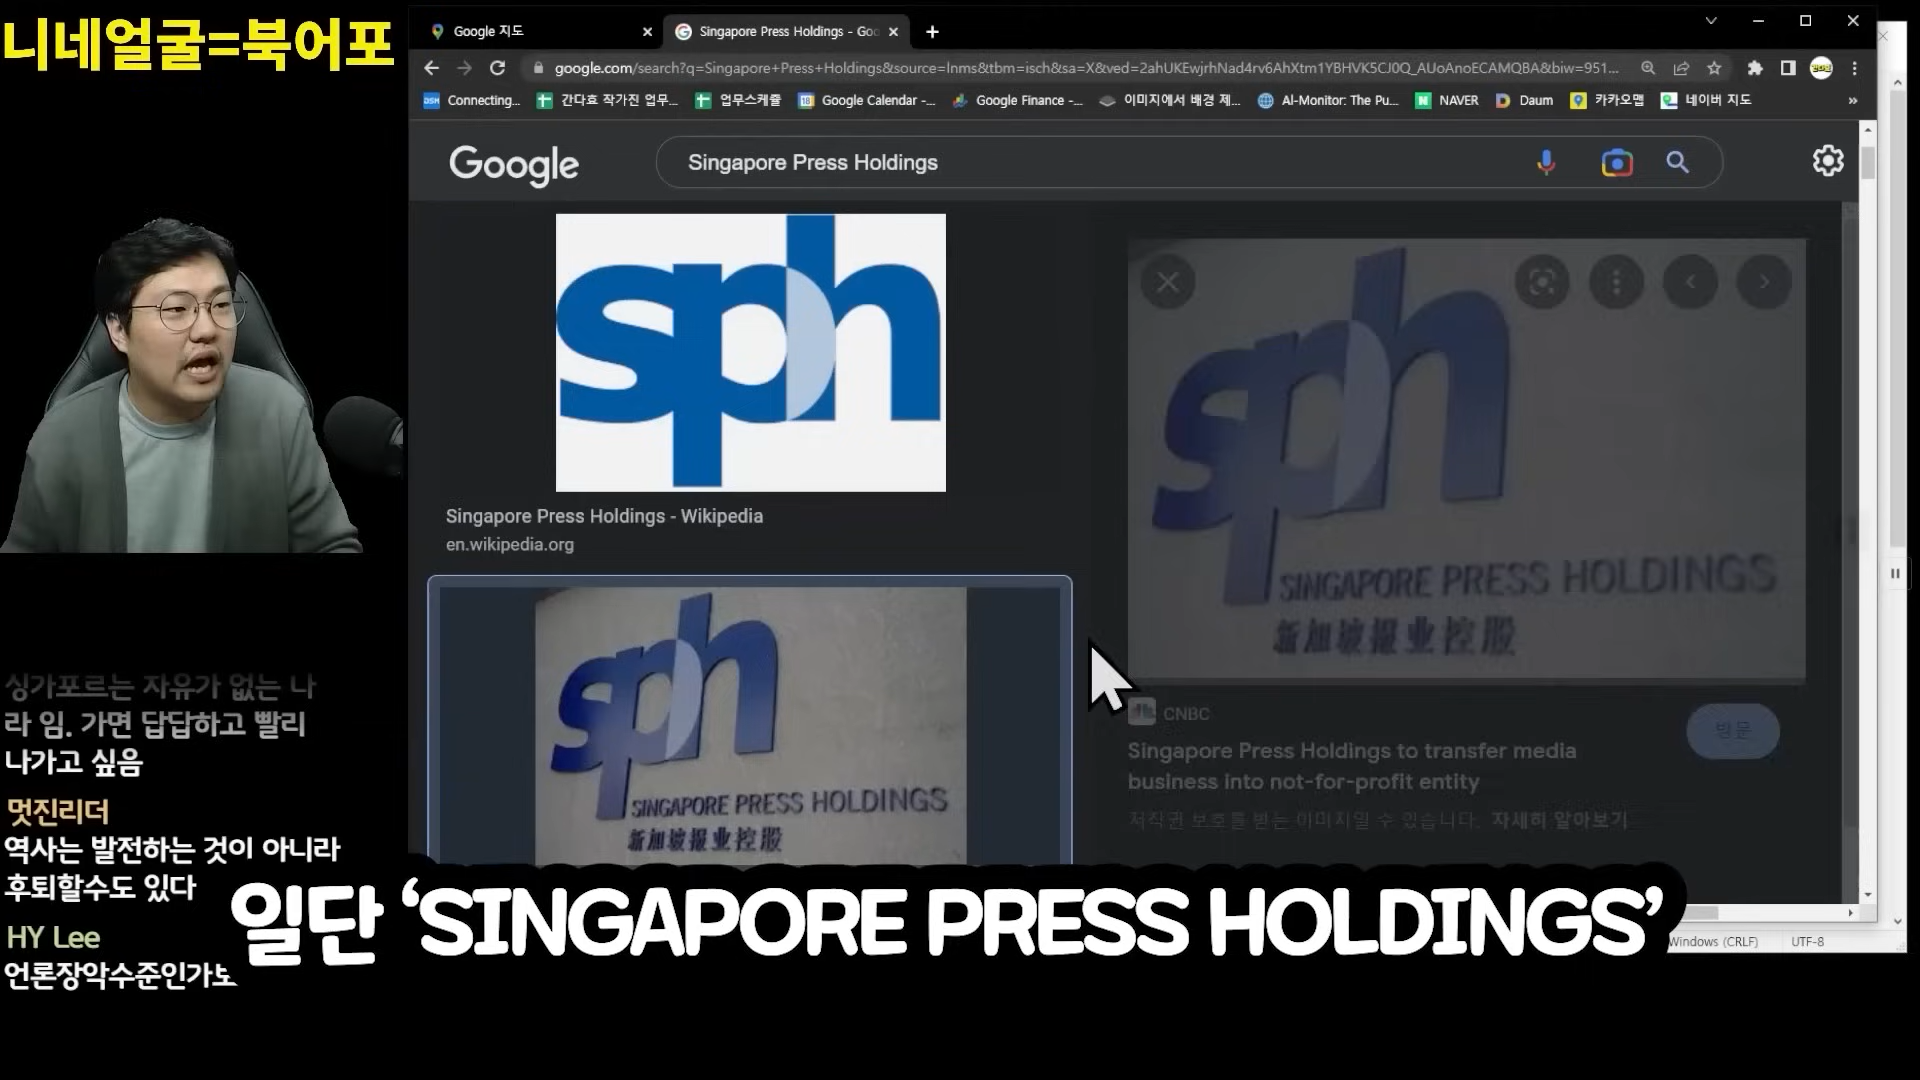 니네얼굴=북어포
Google 지도
Singapore Press Holdings - Goo
google.com/search?q=Singapore+Press+Holdings&source=lnms&tbm=isch&sa=X&ved=2ahUKEwjrhNad4rv6AhXtm1YBHVK5CJ0Q_AUoAnoECAMQBA&biw=951...
Connecting...
간다효 작가진 업무...
업무스케쥴
Google Calendar -...
Google Finance -...
이미지에서 배경 제...
Al-Monitor: The Pu...
NAVER
Daum
카카오맵
네이버 지도
Google
Singapore Press Holdings
sph
Singapore Press Holdings - Wikipedia
en.wikipedia.org
sph
SINGAPORE PRESS HOLDINGS
新加坡报业控股
sph
SINGAPORE PRESS HOLDINGS
新加坡报业控股
CNBC
방문
Singapore Press Holdings to transfer media
business into not-for-profit entity
저작권 보호를 받는 이미지일 수 있습니다. 자세히 알아보기
싱가포르는 자유가 없는 나
라 임. 가면 답답하고 빨리
나가고 싶음
멋진리더
역사는 발전하는 것이 아니라
후퇴할수도 있다
HY Lee
언론장악수준인가보
일단 ‘SINGAPORE PRESS HOLDINGS’
Windows (CRLF)
UTF-8